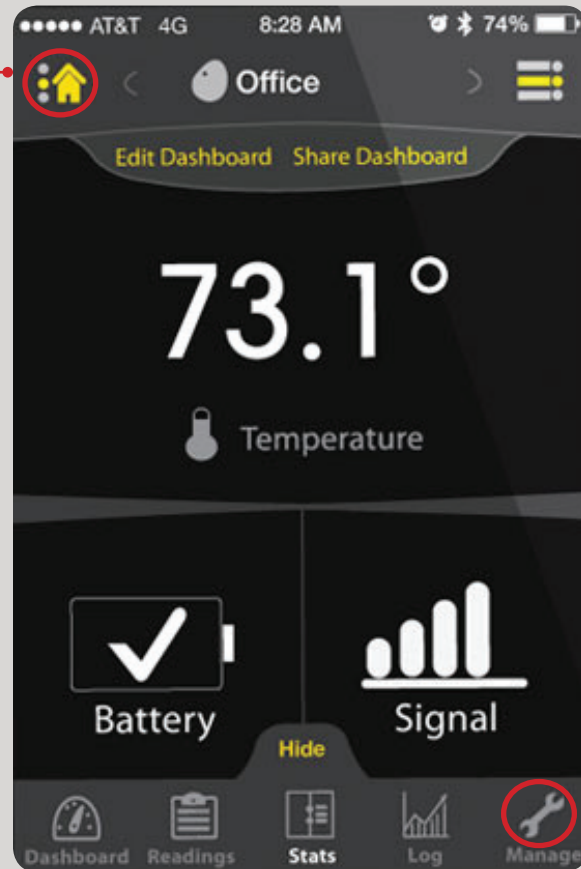 AT&T 4G 8:28 AM 74%
Office
Edit Dashboard Share Dashboard
73.1°
Temperature
Battery Signal
Hide
Dashboard Readings Stats Log Manage